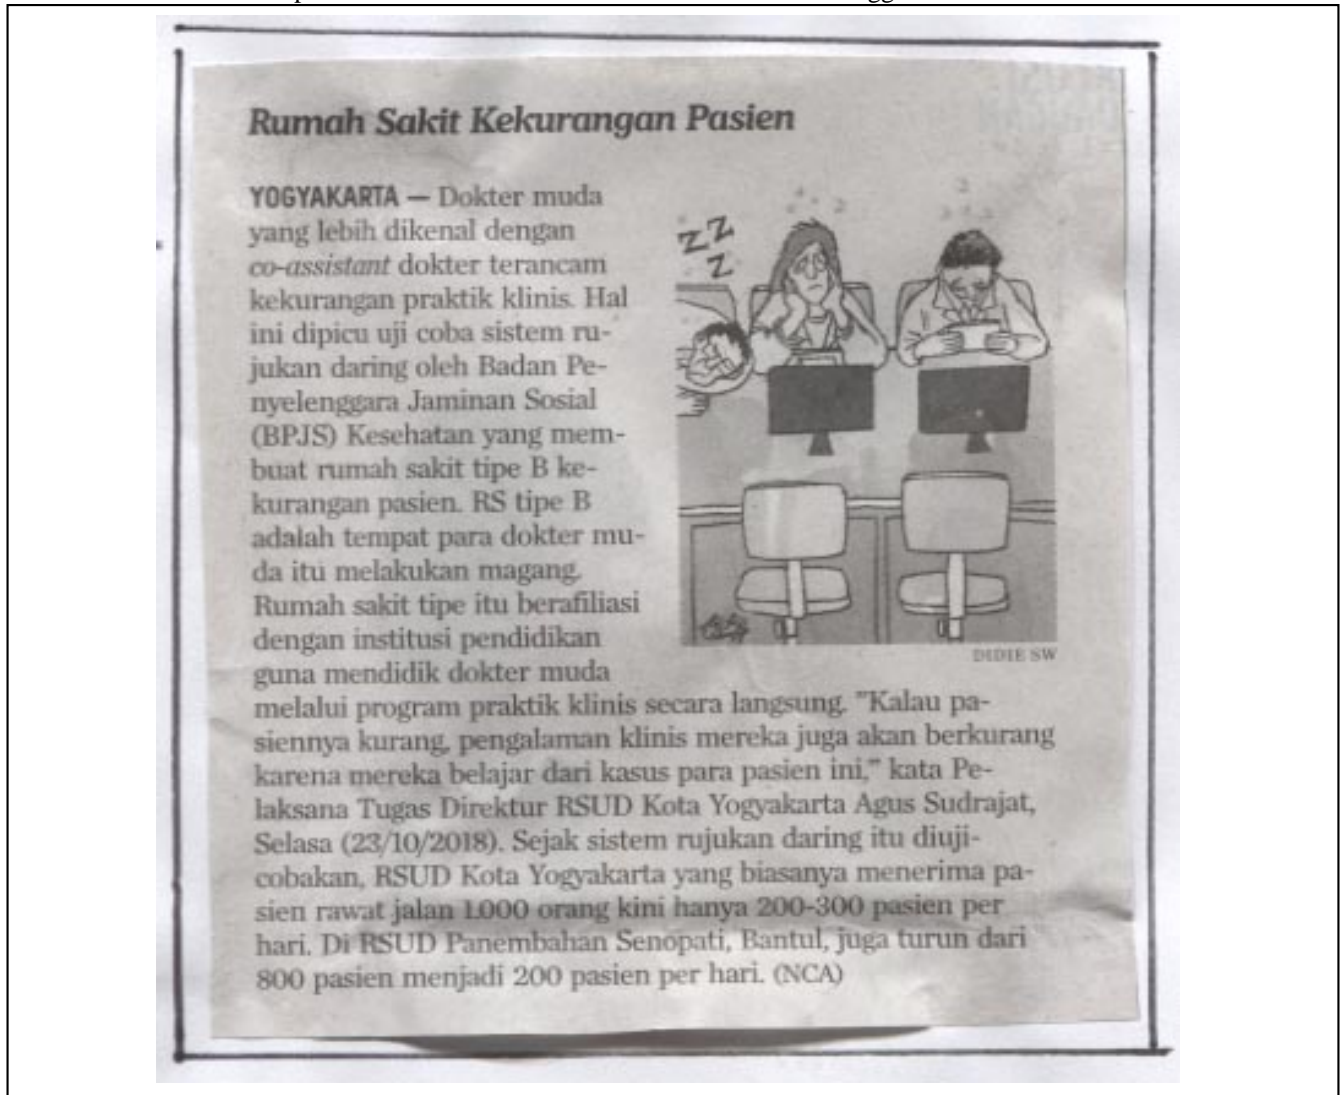 Rumah Sakit Kekurangan Pasien
YOGYAKARTA — Dokter muda
yang lebih dikenal dengan
co-assistant dokter terancam
kekurangan praktik klinis. Hal
ini dipicu uji coba sistem ru-
jukan daring oleh Badan Pe-
nyelenggara Jaminan Sosial
(BPJS) Kesehatan yang mem-
buat rumah sakit tipe B ke-
kurangan pasien. RS tipe B
adalah tempat para dokter mu-
da itu melakukan magang.
Rumah sakit tipe itu berafiliasi
dengan institusi pendidikan
guna mendidik dokter muda
melalui program praktik klinis secara langsung. "Kalau pa-
siennya kurang, pengalaman klinis mereka juga akan berkurang
karena mereka belajar dari kasus para pasien ini," kata Pe-
laksana Tugas Direktur RSUD Kota Yogyakarta Agus Sudrajat,
Selasa (23/10/2018). Sejak sistem rujukan daring itu diuji-
cobakan, RSUD Kota Yogyakarta yang biasanya menerima pa-
sien rawat jalan 1.000 orang kini hanya 200-300 pasien per
hari. Di RSUD Panembahan Senopati, Bantul, juga turun dari
800 pasien menjadi 200 pasien per hari. (NCA)
ZZ
Z
DIDIE SW